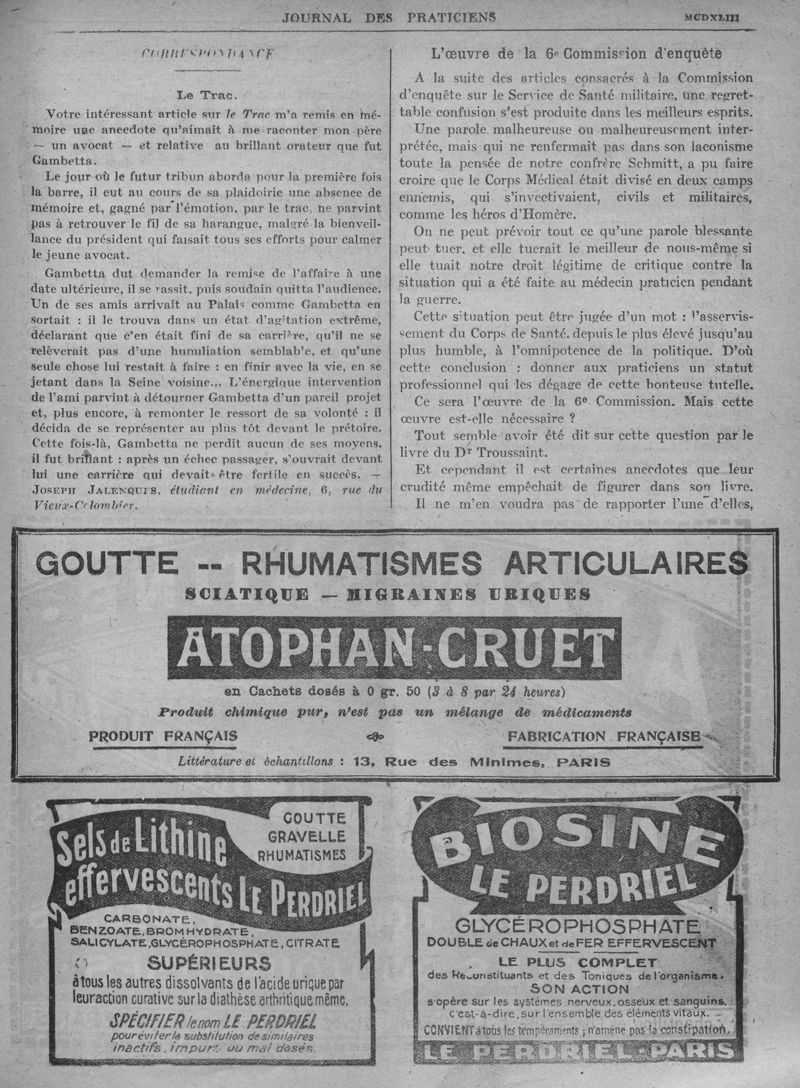 JOURNAL DES PRATICIENS
MCDXLIII
CORRESPONDANCE
Le Trac.
Votre intéressant article sur le Trac m'a remis en mé-
moire une anecdote qu'aimait à me raconter mon père
— un avocat — et relative au brillant orateur que fut
Gambetta.
Le jour où le futur tribun aborda pour la première fois
la barre, il eut au cours de sa plaidoirie une absence de
mémoire et, gagné par l'émotion, par le trac, ne parvint
pas à retrouver le fil de sa harangue, malgré la bienveil-
lance du président qui faisait tous ses efforts pour calmer
le jeune avocat.
Gambetta dut demander la remise de l'affaire à une
date ultérieure, il se rassit, puis soudain quitta l'audience.
Un de ses amis arrivait au Palais comme Gambetta en
sortait : il le trouva dans un état d'agitation extrême,
déclarant que c'en était fini de sa carrière, qu'il ne se
relèverait pas d'une humiliation semblable, et qu'une
seule chose lui restait à faire : en finir avec la vie, en se
jetant dans la Seine voisine... L'énergique intervention
de l'ami parvint à détourner Gambetta d'un pareil projet
et, plus encore, à remonter le ressort de sa volonté : il
décida de se représenter au plus tôt devant le prétoire.
Cette fois-là, Gambetta ne perdit aucun de ses moyens,
il fut brillant : après un échec passager, s'ouvrait devant
lui une carrière qui devait être fertile en succès. —
JOSEPH JALENQUES, étudiant en médecine, 6, rue du
Vieux-Colombier.
L'œuvre de la 6e Commission d'enquête
A la suite des articles consacrés à la Commission
d'enquête sur le Service de Santé militaire, une regret-
table confusion s'est produite dans les meilleurs esprits.
Une parole malheureuse ou malheureusement inter-
prétée, mais qui ne renfermait pas dans son laconisme
toute la pensée de notre confrère Schmitt, a pu faire
croire que le Corps Médical était divisé en deux camps
ennemis, qui s'invectivaient, civils et militaires,
comme les héros d'Homère.
On ne peut prévoir tout ce qu'une parole blessante
peut tuer, et elle tuerait le meilleur de nous-même si
elle tuait notre droit légitime de critique contre la
situation qui a été faite au médecin praticien pendant
la guerre.
Cette situation peut être jugée d'un mot : l'asservis-
sement du Corps de Santé, depuis le plus élevé jusqu'au
plus humble, à l'omnipotence de la politique. D'où
cette conclusion : donner aux praticiens un statut
professionnel qui les dégage de cette honteuse tutelle.
Ce sera l'œuvre de la 6e Commission. Mais cette
œuvre est-elle nécessaire ?
Tout semble avoir été dit sur cette question par le
livre du Dr Troussaint.
Et cependant il est certaines anecdotes que leur
crudité même empêchait de figurer dans son livre.
Il ne m'en voudra pas de rapporter l'une d'elles,
GOUTTE -- RHUMATISMES ARTICULAIRES
SCIATIQUE — MIGRAINES URIQUES
ATOPHAN-CRUET
en Cachets dosés à 0 gr. 50 (3 à 8 par 24 heures)
Produit chimique pur, n'est pas un mélange de médicaments
PRODUIT FRANÇAIS
FABRICATION FRANÇAISE
Littérature et échantillons : 13, Rue des Minimes, PARIS
Sels de Lithine
effervescents LE PERDRIEL
GOUTTE
GRAVELLE
RHUMATISMES
CARBONATE,
BENZOATE, BROMHYDRATE,
SALICYLATE, GLYCÉROPHOSPHATE, CITRATE
SUPÉRIEURS
à tous les autres dissolvants de l'acide urique par
leur action curative sur la diathèse arthritique même,
SPÉCIFIER le nom LE PERDRIEL
pour éviter la substitution de similaires
inactifs, impurs ou mal dosés.
BIOSINE
LE PERDRIEL
GLYCÉROPHOSPHATE
DOUBLE de CHAUX et de FER EFFERVESCENT
LE PLUS COMPLET
des Reconstituants et des Toniques de l'organisme.
SON ACTION
s'opère sur les systèmes nerveux, osseux et sanguins,
c'est-à-dire, sur l'ensemble des éléments vitaux. —
CONVIENT à tous les tempéraments ; n'amène pas la constipation.
LE PERDRIEL-PARIS